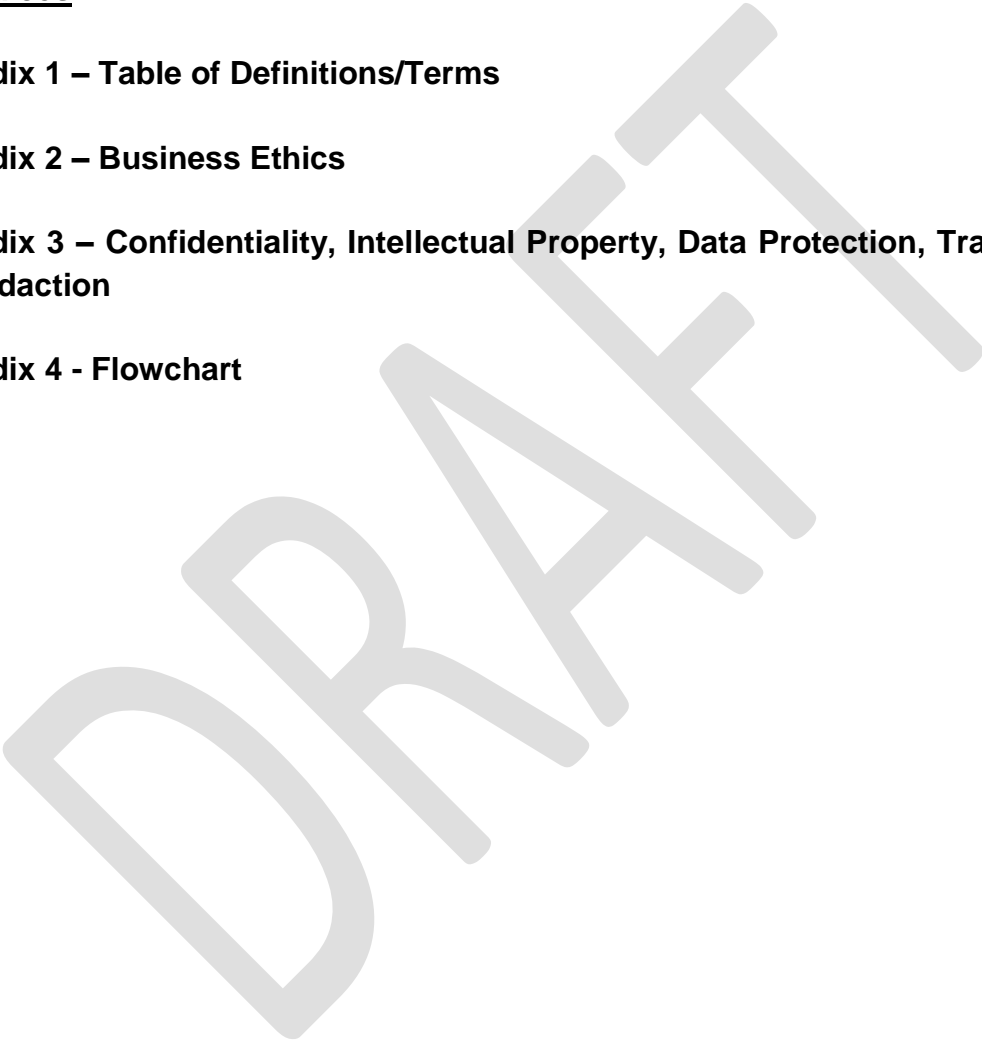 dix 1 – Table of Definitions/Terms
dix 2 – Business Ethics
dix 3 – Confidentiality, Intellectual Property, Data Protection, Tra
daction
dix 4 - Flowchart
DRAFT